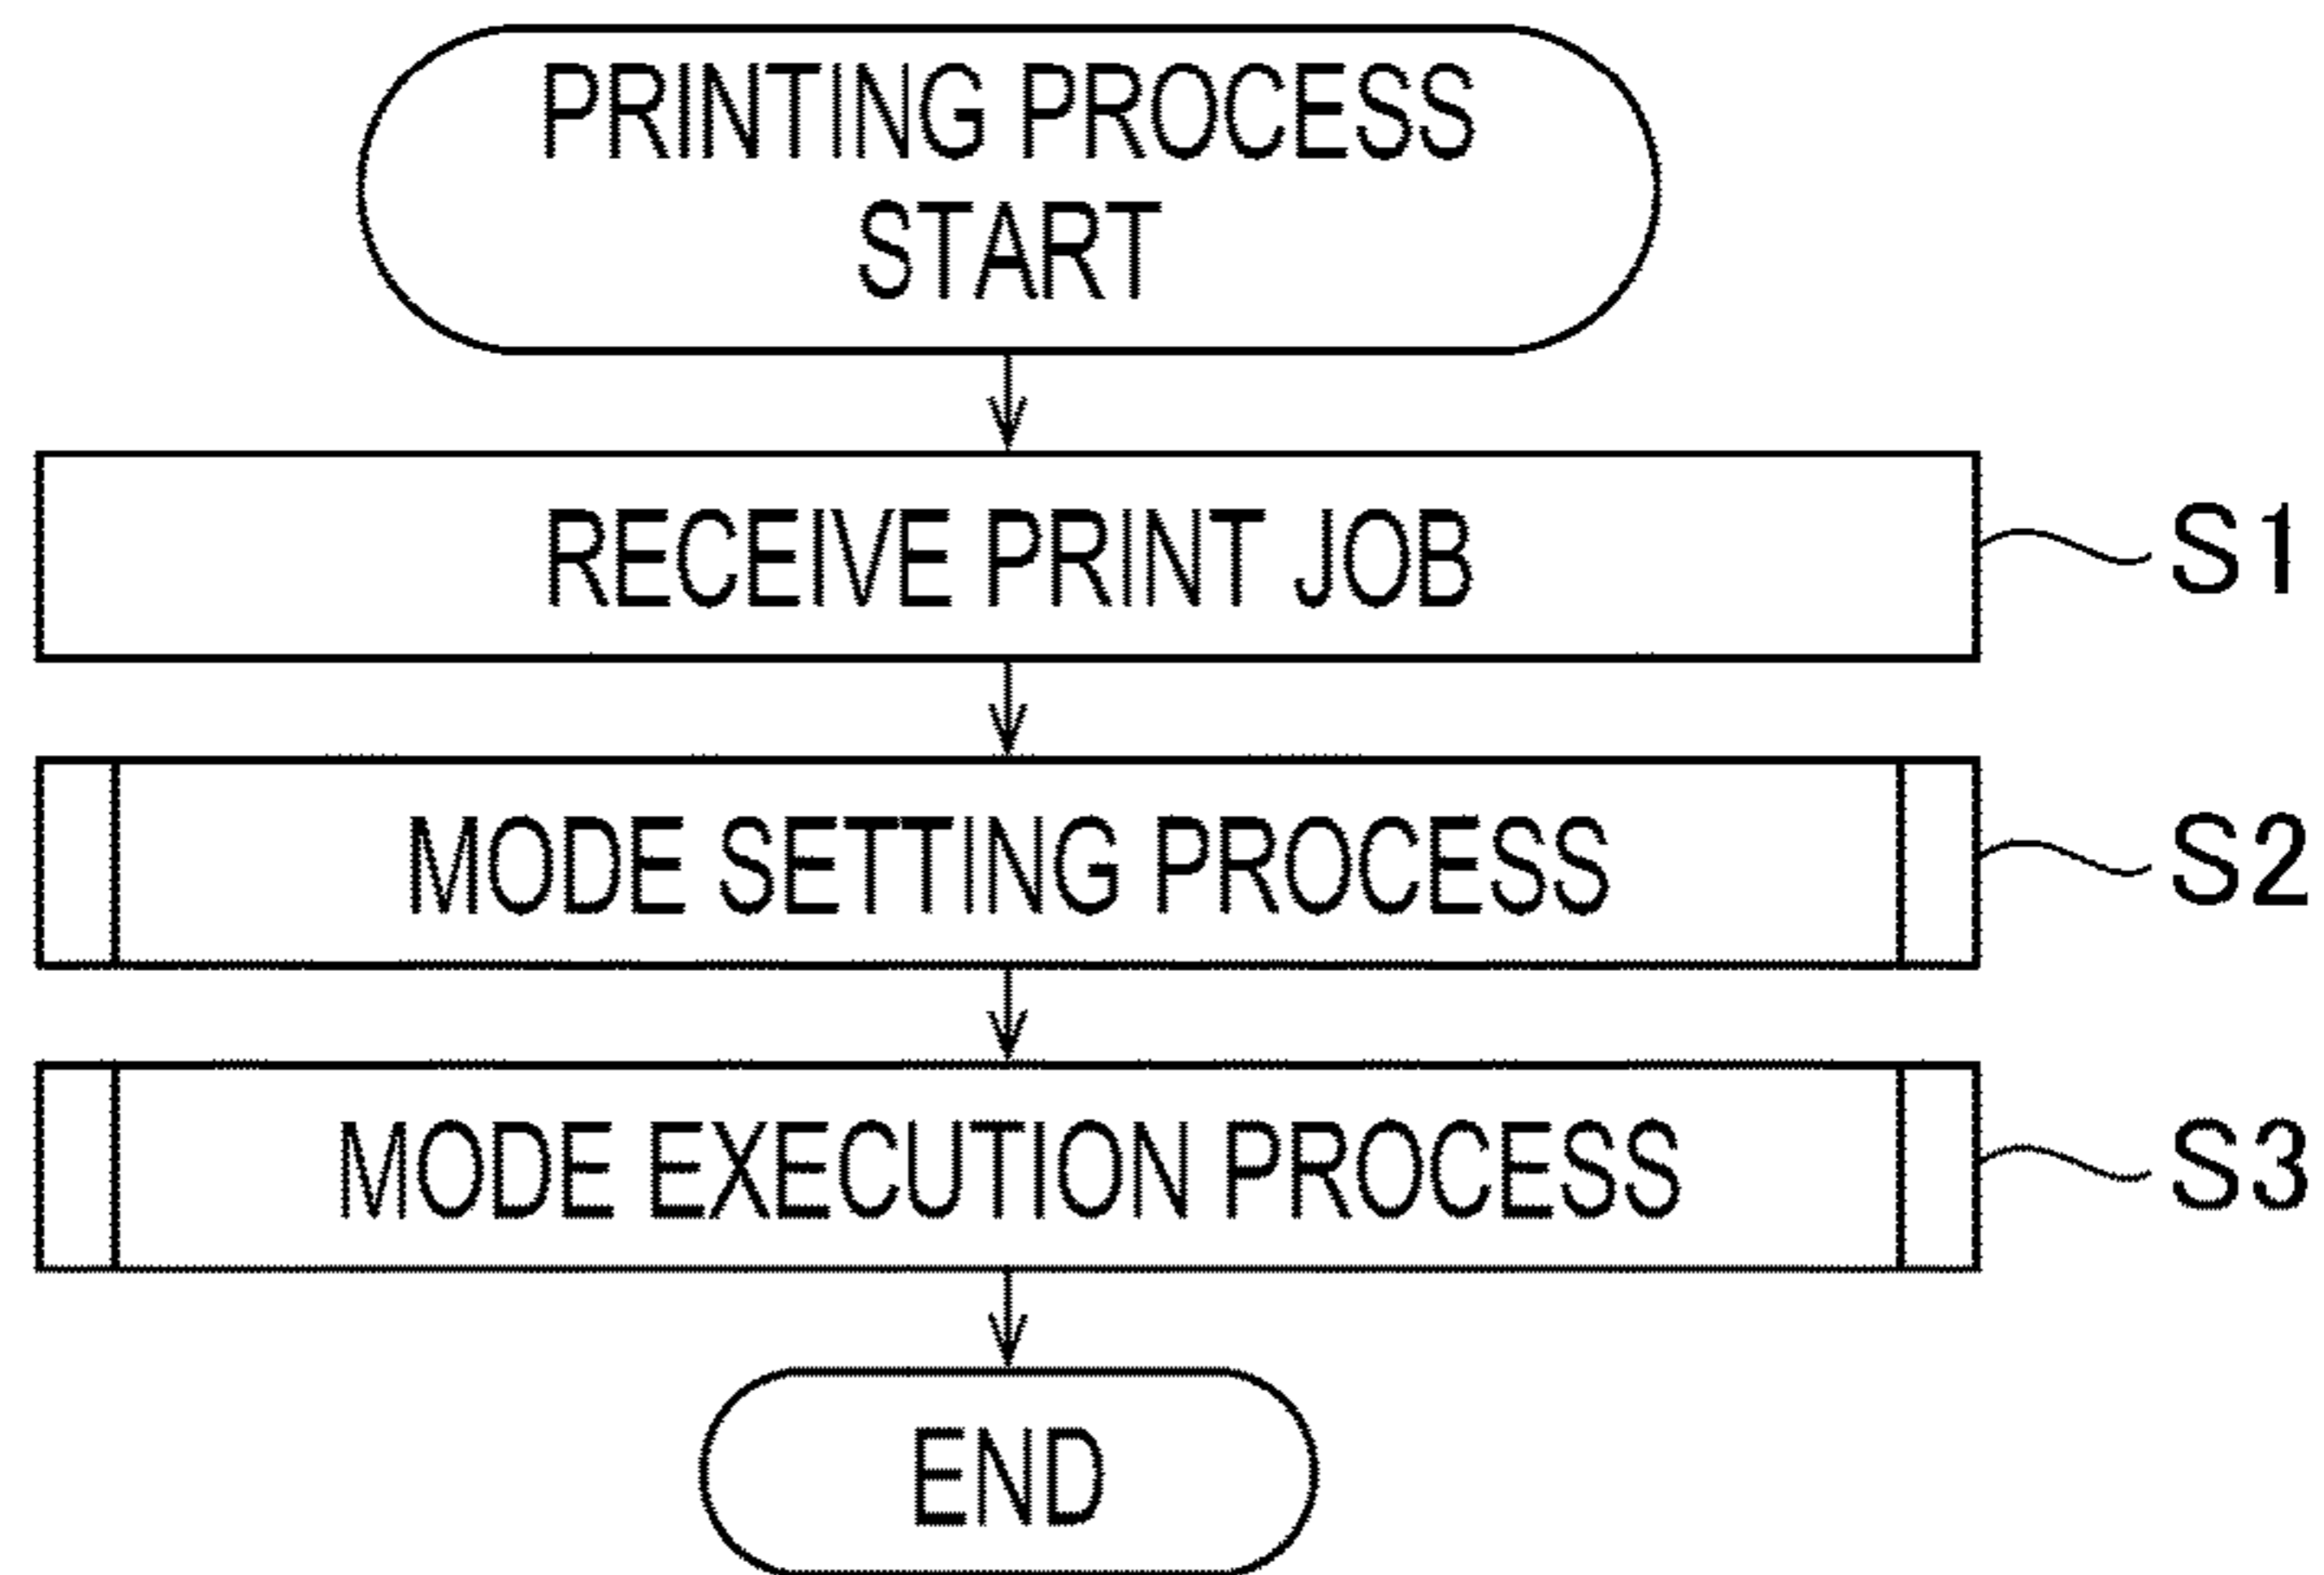 PRINTING PROCESS
START
RECEIVE PRINT JOB
S1
MODE SETTING PROCESS
S2
MODE EXECUTION PROCESS
S3
END